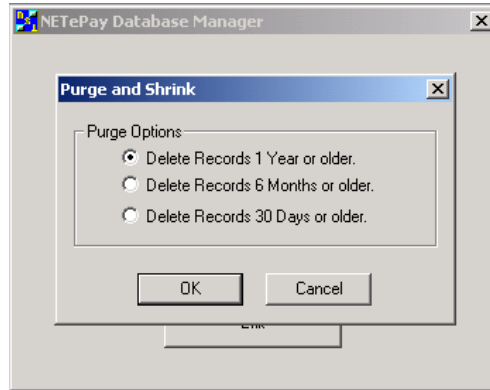 NETePay Database Manager
Purge and Shrink
Purge Options
Delete Records 1 Year or older.
Delete Records 6 Months or older.
Delete Records 30 Days or older.
OK
Cancel